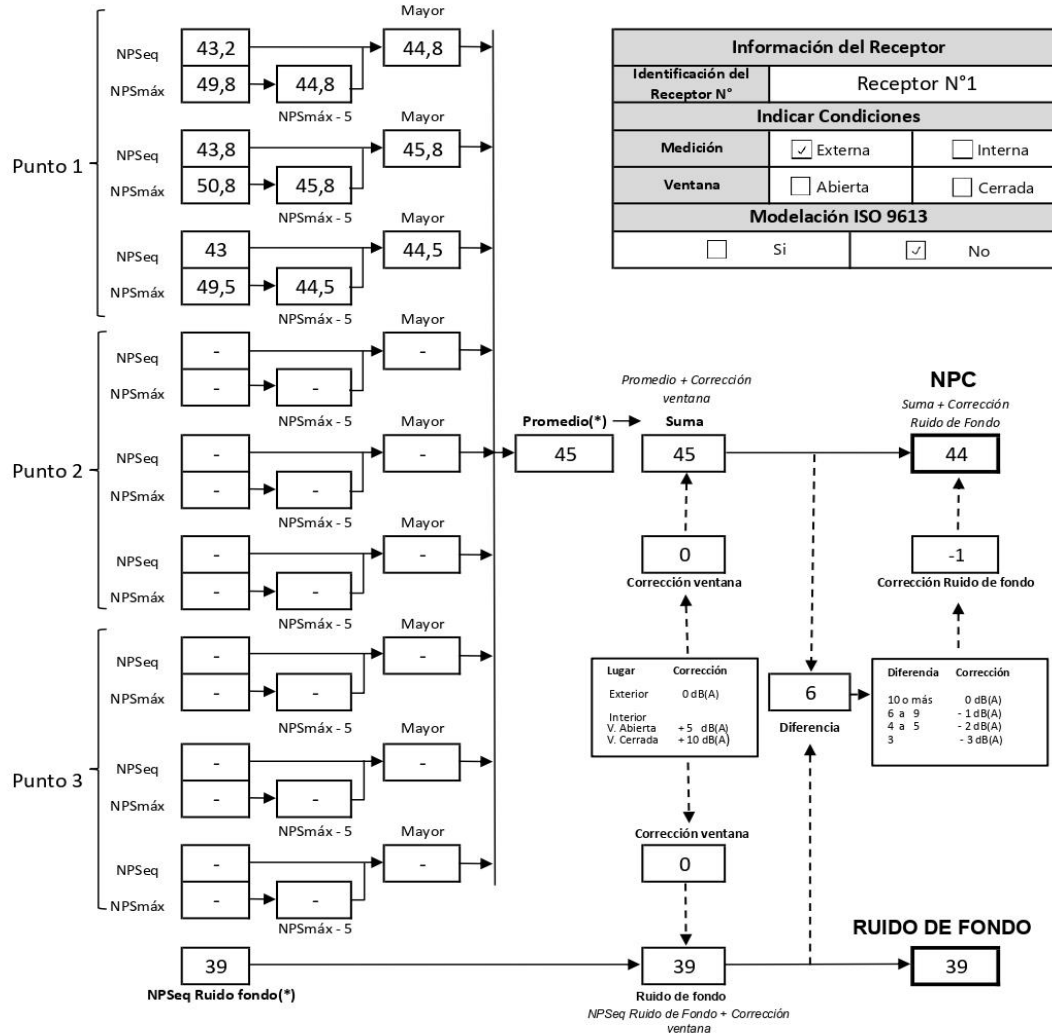 Mayor
NPSeq 43,2 44,8
NPSmáx 49,8 44,8
NPSmáx - 5
Mayor
Punto 1
NPSeq 43,8 45,8
NPSmáx 50,8 45,8
NPSmáx - 5
Mayor
NPSeq 43 44,5
NPSmáx 49,5 44,5
NPSmáx - 5
Mayor
NPSeq - -
NPSmáx - -
NPSmáx - 5
Mayor
Punto 2
NPSeq - -
NPSmáx - -
NPSmáx - 5
Mayor
NPSeq - -
NPSmáx - -
NPSmáx - 5
Mayor
NPSeq - -
NPSmáx - -
NPSmáx - 5
Mayor
Punto 3
NPSeq - -
NPSmáx - -
NPSmáx - 5
Mayor
NPSeq - -
NPSmáx - -
NPSmáx - 5
39
NPSeq Ruido fondo(*)
Información del Receptor
Identificación del
Receptor N°
Receptor N°1
Indicar Condiciones
Medición ✓ Externa Interna
Ventana Abierta Cerrada
Modelación ISO 9613
Si ✓ No
Promedio(*)
45
Promedio + Corrección
ventana
Suma
45
0
Corrección ventana
NPC
Suma + Corrección
Ruido de Fondo
44
-1
Corrección Ruido de fondo
Lugar Corrección
Exterior 0 dB(A)
Interior
V. Abierta + 5 dB(A)
V. Cerrada + 10 dB(A)
6
Diferencia
Diferencia Corrección
10 o más 0 dB(A)
6 a 9 - 1 dB(A)
4 a 5 - 2 dB(A)
3 - 3 dB(A)
Corrección ventana
0
39
Ruido de fondo
NPSeq Ruido de Fondo + Corrección
ventana
RUIDO DE FONDO
39